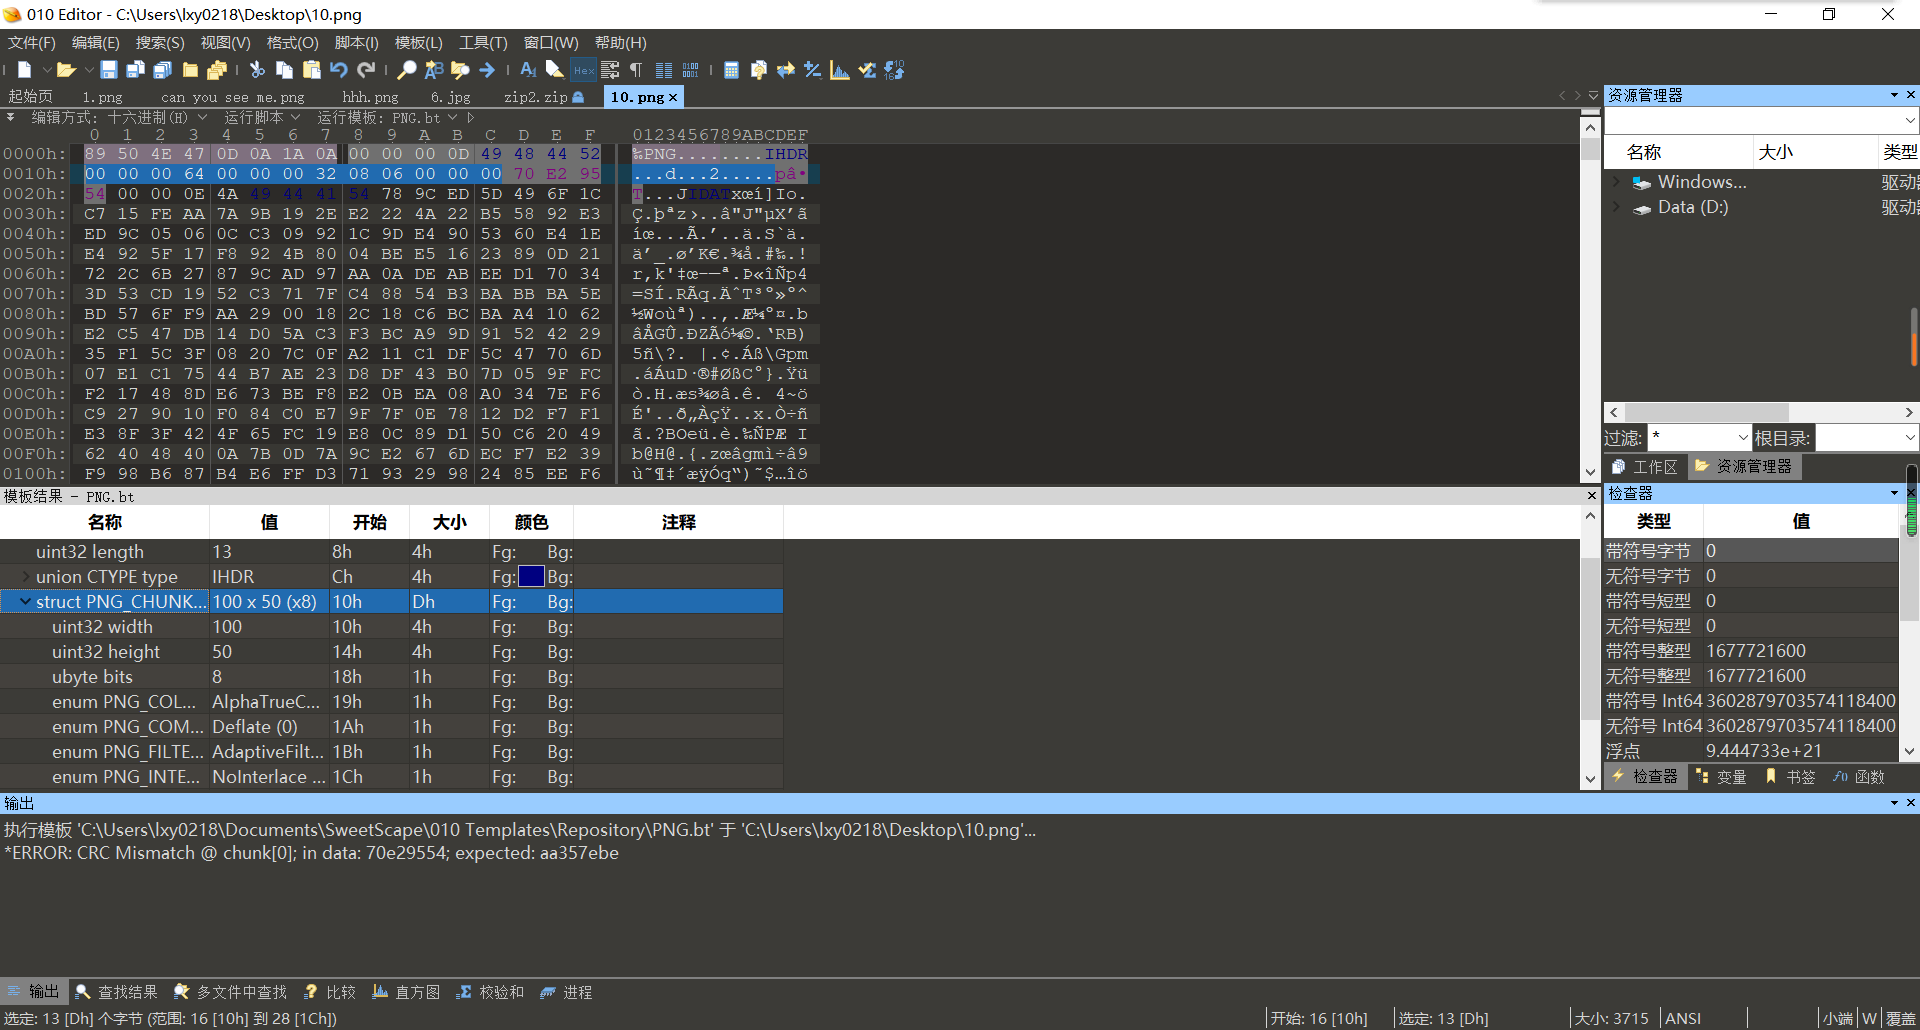 010 Editor - C:\Users\lxy0218\Desktop\10.png
文件(F) 编辑(E) 搜索(S) 视图(V) 格式(O) 脚本(I) 模板(L) 工具(T) 窗口(W) 帮助(H)
起始页 1.png can you see me.png hhh.png 6.jpg zip2.zip 10.png ×
编辑方式: 十六进制(H) 运行脚本 运行模板: PNG.bt
0 1 2 3 4 5 6 7 8 9 A B C D E F 0123456789ABCDEF
0000h: 89 50 4E 47 0D 0A 1A 0A 00 00 00 0D 49 48 44 52 ‰PNG........IHDR
0010h: 00 00 00 64 00 00 00 32 08 06 00 00 00 70 E2 95 ...d...2.....pâ•
0020h: 54 00 00 0E 4A 49 44 41 54 78 9C ED 5D 49 6F 1C T...JIDATxœí]Io.
0030h: C7 15 FE AA 7A 9B 19 2E E2 22 4A 22 B5 58 92 E3 Ç.þªz›..â"J"µX’ã
0040h: ED 9C 05 06 0C C3 09 92 1C 9D E4 90 53 60 E4 1E íœ...Ã.’..ä.S`ä.
0050h: E4 92 5F 17 F8 92 4B 80 04 BE E5 16 23 89 0D 21 ä’_.ø’K€.¾å.#‰.!
0060h: 72 2C 6B 27 87 9C AD 97 AA 0A DE AB EE D1 70 34 r,k'‡œ­—ª.Þ«îÑp4
0070h: 3D 53 CD 19 52 C3 71 7F C4 88 54 B3 BA BB BA 5E =SÍ.RÃq.ÄˆT³º»º^
0080h: BD 57 6F F9 AA 29 00 18 2C 18 C6 BC BA A4 10 62 ½Woùª)..,.Æ¼º¤.b
0090h: E2 C5 47 DB 14 D0 5A C3 F3 BC A9 9D 91 52 42 29 âÅGÛ.ÐZÃó¼©.‘RB)
00A0h: 35 F1 5C 3F 08 20 7C 0F A2 11 C1 DF 5C 47 70 6D 5ñ\?. |.¢.Áß\Gpm
00B0h: 07 E1 C1 75 44 B7 AE 23 D8 DF 43 B0 7D 05 9F FC .áÁuD·®#ØßC°}.Ÿü
00C0h: F2 17 48 8D E6 73 BE F8 E2 0B EA 08 A0 34 7E F6 ò.H.æs¾øâ.ê. 4~ö
00D0h: C9 27 90 10 F0 84 C0 E7 9F 7F 0E 78 12 D2 F7 F1 É'..ð„ÀçŸ..x.Ò÷ñ
00E0h: E3 8F 3F 42 4F 65 FC 19 E8 0C 89 D1 50 C6 20 49 ã.?BOeü.è.‰ÑPÆ I
00F0h: 62 40 48 40 0A 7B 0D 7A 9C E2 67 6D EC F7 E2 39 b@H@.{.zœâgmì÷â9
0100h: F9 98 B6 87 B4 E6 FF D3 71 93 29 98 24 85 EE F6 ù˜¶‡´æÿÓq“)˜$…îö
模板结果 - PNG.bt
名称 值 开始 大小 颜色 注释
uint32 length 13 8h 4h Fg: Bg:
union CTYPE type IHDR Ch 4h Fg: Bg:
struct PNG_CHUNK... 100 x 50 (x8) 10h Dh Fg: Bg:
uint32 width 100 10h 4h Fg: Bg:
uint32 height 50 14h 4h Fg: Bg:
ubyte bits 8 18h 1h Fg: Bg:
enum PNG_COL... AlphaTrueC... 19h 1h Fg: Bg:
enum PNG_COM... Deflate (0) 1Ah 1h Fg: Bg:
enum PNG_FILTE... AdaptiveFilt... 1Bh 1h Fg: Bg:
enum PNG_INTE... NoInterlace ... 1Ch 1h Fg: Bg:
资源管理器
名称 大小 类型
Windows...
Data (D:)
过滤: * 根目录:
工作区 资源管理器
检查器
类型 值
带符号字节 0
无符号字节 0
带符号短型 0
无符号短型 0
带符号整型 1677721600
无符号整型 1677721600
带符号 Int64 3602879703574118400
无符号 Int64 3602879703574118400
浮点 9.444733e+21
检查器 变量 书签 函数
输出
执行模板 'C:\Users\lxy0218\Documents\SweetScape\010 Templates\Repository\PNG.bt' 于 'C:\Users\lxy0218\Desktop\10.png'...
*ERROR: CRC Mismatch @ chunk[0]; in data: 70e29554; expected: aa357ebe
输出 查找结果 多文件中查找 比较 直方图 校验和 进程
选定: 13 [Dh] 个字节 (范围: 16 [10h] 到 28 [1Ch]) 开始: 16 [10h] 选定: 13 [Dh] 大小: 3715 ANSI 小端 W 覆盖